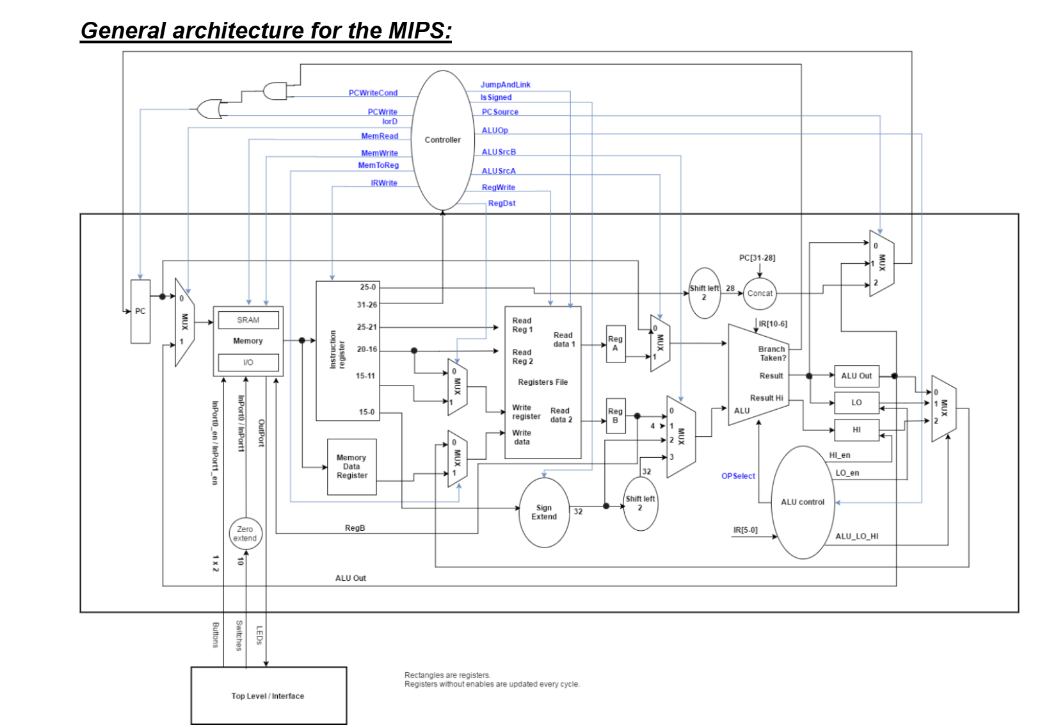 General architecture for the MIPS:
PCWriteCond
PCWrite
IorD
MemRead
MemWrite
MemToReg
IRWrite
Controller
JumpAndLink
IsSigned
PCSource
ALUOp
ALUSrcB
ALUSrcA
RegWrite
RegDst
PC
0
MUX
1
SRAM
Memory
I/O
Instruction
register
25-0
31-26
25-21
20-16
15-11
15-0
0
MUX
1
Memory
Data
Register
0
MUX
1
Read
Reg 1
Read
Reg 2
Read
data 1
Registers File
Write
register
Write
data
Read
data 2
Reg
A
Reg
B
0
MUX
1
0
4
1
MUX
2
3
32
Sign
Extend
32
Shift left
2
Shift left
2
28
PC[31-28]
Concat
IR[10-6]
Branch
Taken?
Result
Result Hi
ALU
0
MUX
1
2
ALU Out
LO
HI
0
MUX
1
2
HI_en
LO_en
OPSelect
ALU control
IR[5-0]
ALU_LO_HI
RegB
ALU Out
InPort0_en / InPort1_en
InPort0 / InPort1
OutPort
Zero
extend
1 x 2
10
Buttons
Switches
LEDs
Top Level / Interface
Rectangles are registers.
Registers without enables are updated every cycle.